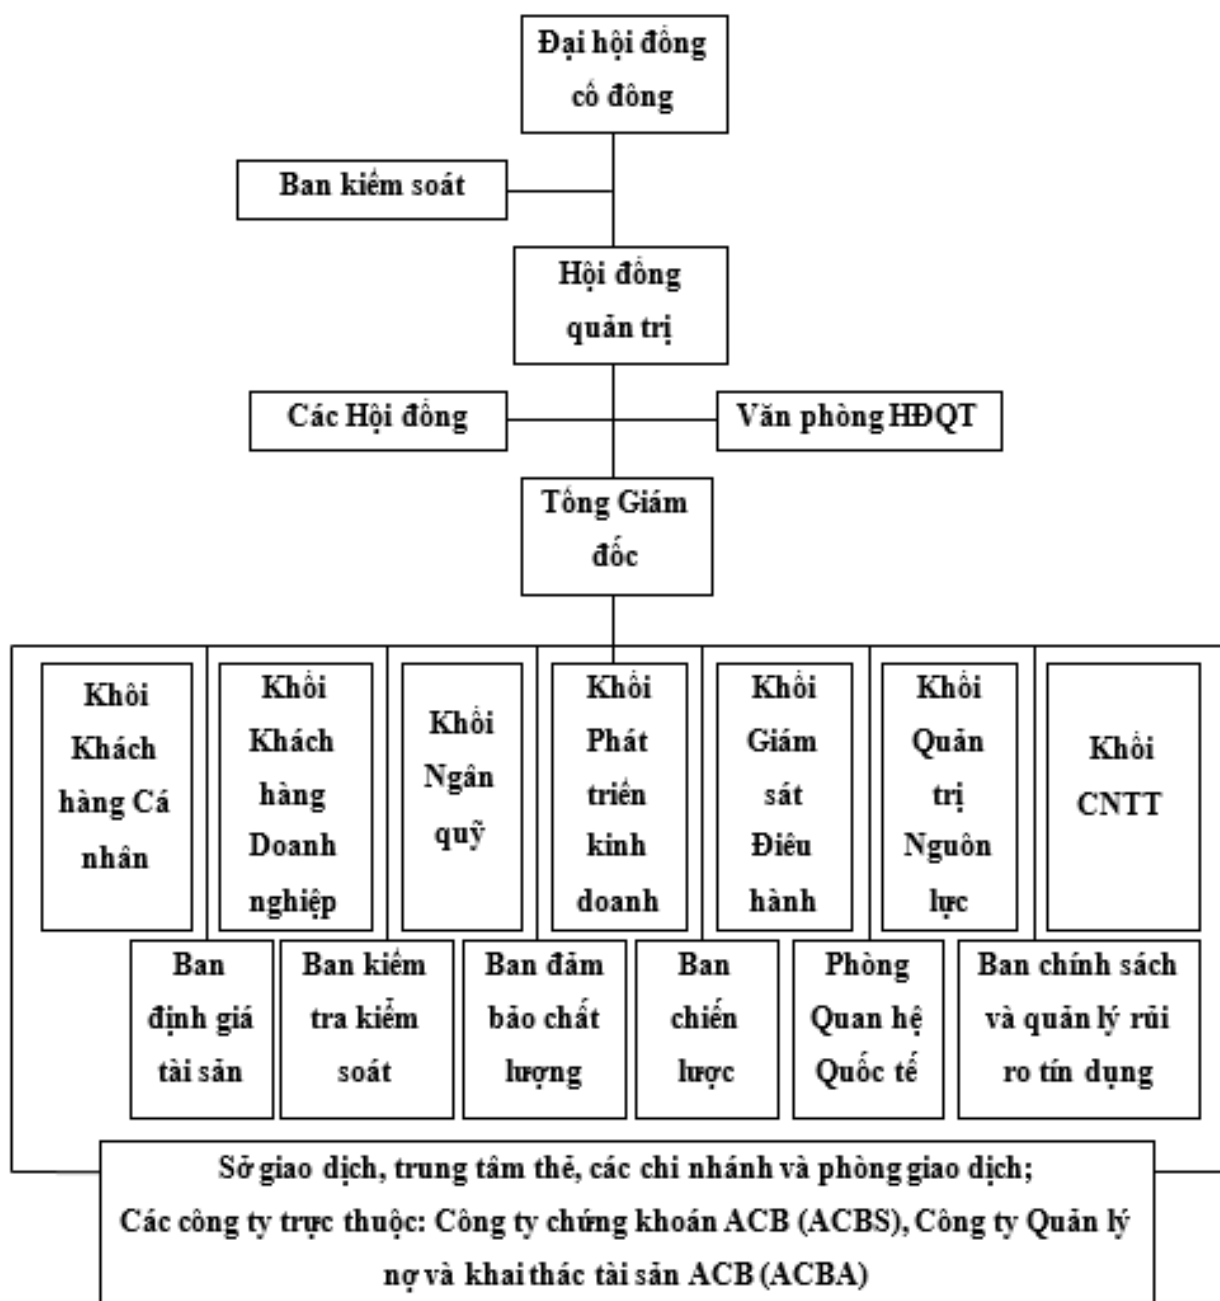 Đại hội đồng
cổ đông
Ban kiểm soát
Hội đồng
quản trị
Các Hội đồng
Văn phòng HĐQT
Tổng Giám
đốc
Khối
Khách
hàng Cá
nhân
Khối
Khách
hàng
Doanh
nghiệp
Khối
Ngân
quỹ
Khối
Phát
triển
kinh
doanh
Khối
Giám
sát
Điều
hành
Khối
Quản
trị
Nguồn
lực
Khối
CNTT
Ban
định giá
tài sản
Ban kiểm
tra kiểm
soát
Ban đảm
bảo chất
lượng
Ban
chiến
lược
Phòng
Quan hệ
Quốc tế
Ban chính sách
và quản lý rủi
ro tín dụng
Sở giao dịch, trung tâm thẻ, các chi nhánh và phòng giao dịch;
Các công ty trực thuộc: Công ty chứng khoán ACB (ACBS), Công ty Quản lý
nợ và khai thác tài sản ACB (ACBA)